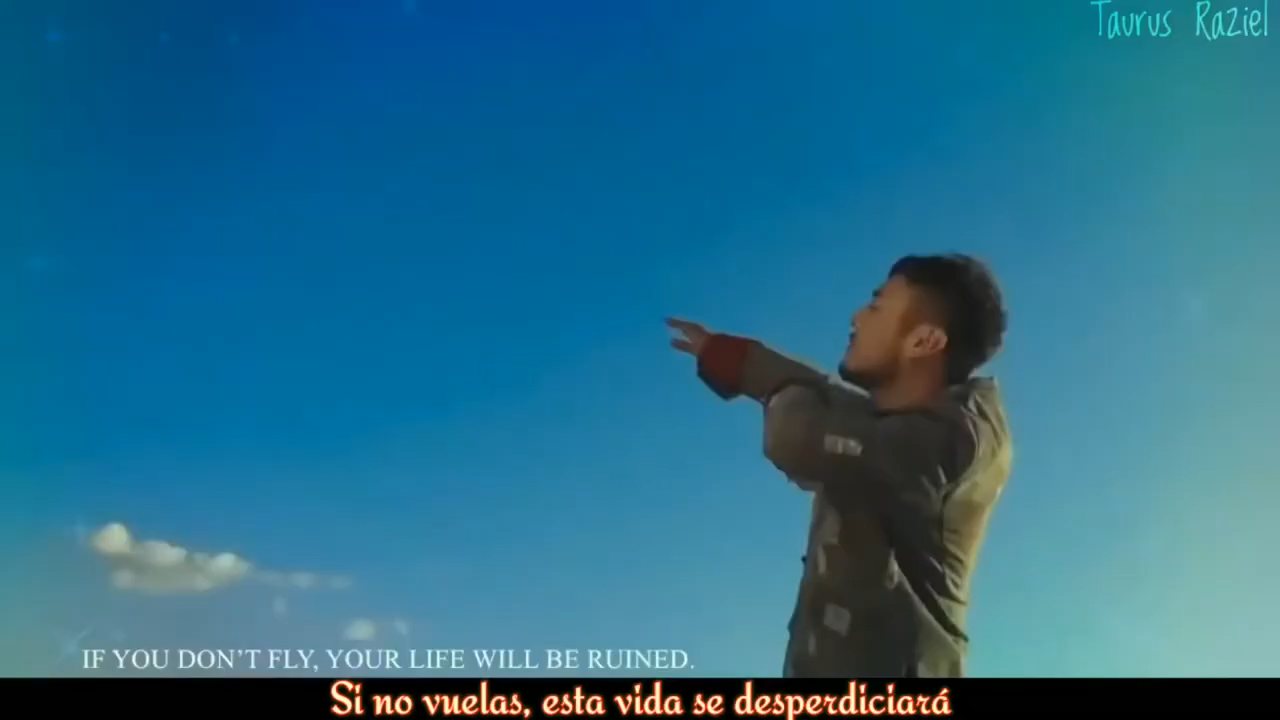 Taurus Raziel
IF YOU DON'T FLY, YOUR LIFE WILL BE RUINED.
Si no vuelas, esta vida se desperdiciará